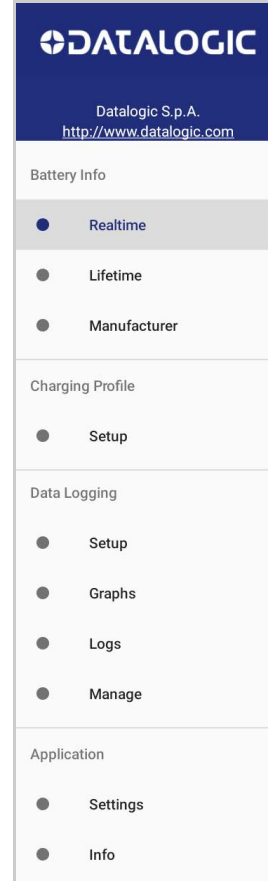 DATALOGIC
Datalogic S.p.A.
http://www.datalogic.com
Battery Info
Realtime
Lifetime
Manufacturer
Charging Profile
Setup
Data Logging
Setup
Graphs
Logs
Manage
Application
Settings
Info